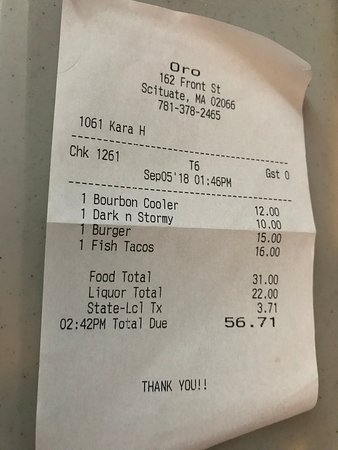 Oro
162 Front St
Scituate, MA 02066
781-378-2465
1061 Kara H
Chk 1261 T6 Gst 0
Sep05'18 01:46PM
1 Bourbon Cooler 12.00
1 Dark n Stormy 10.00
1 Burger 15.00
1 Fish Tacos 16.00
Food Total 31.00
Liquor Total 22.00
State-Lcl Tx 3.71
02:42PM Total Due 56.71
THANK YOU!!